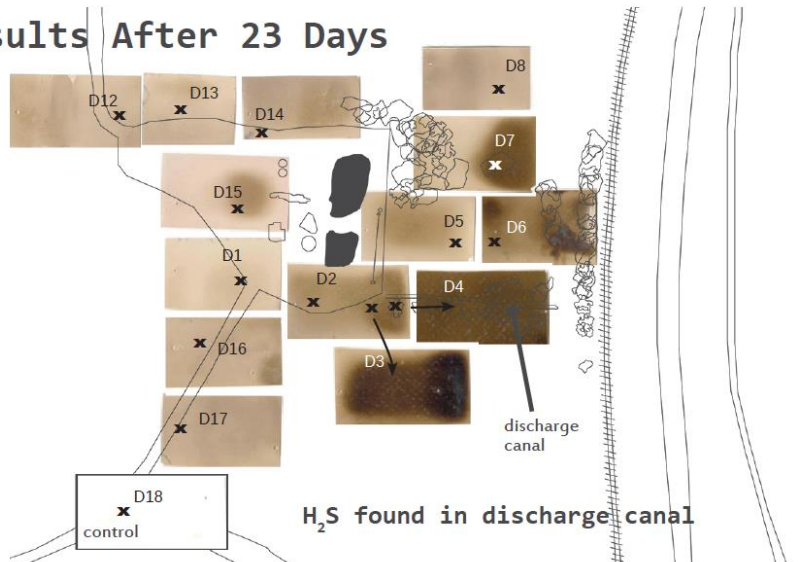 sults After 23 Days
D8
D12
D13
D14
D7
D15
D5
D6
D1
D2
D4
D16
D3
D17
discharge
canal
D18
control
H₂S found in discharge canal